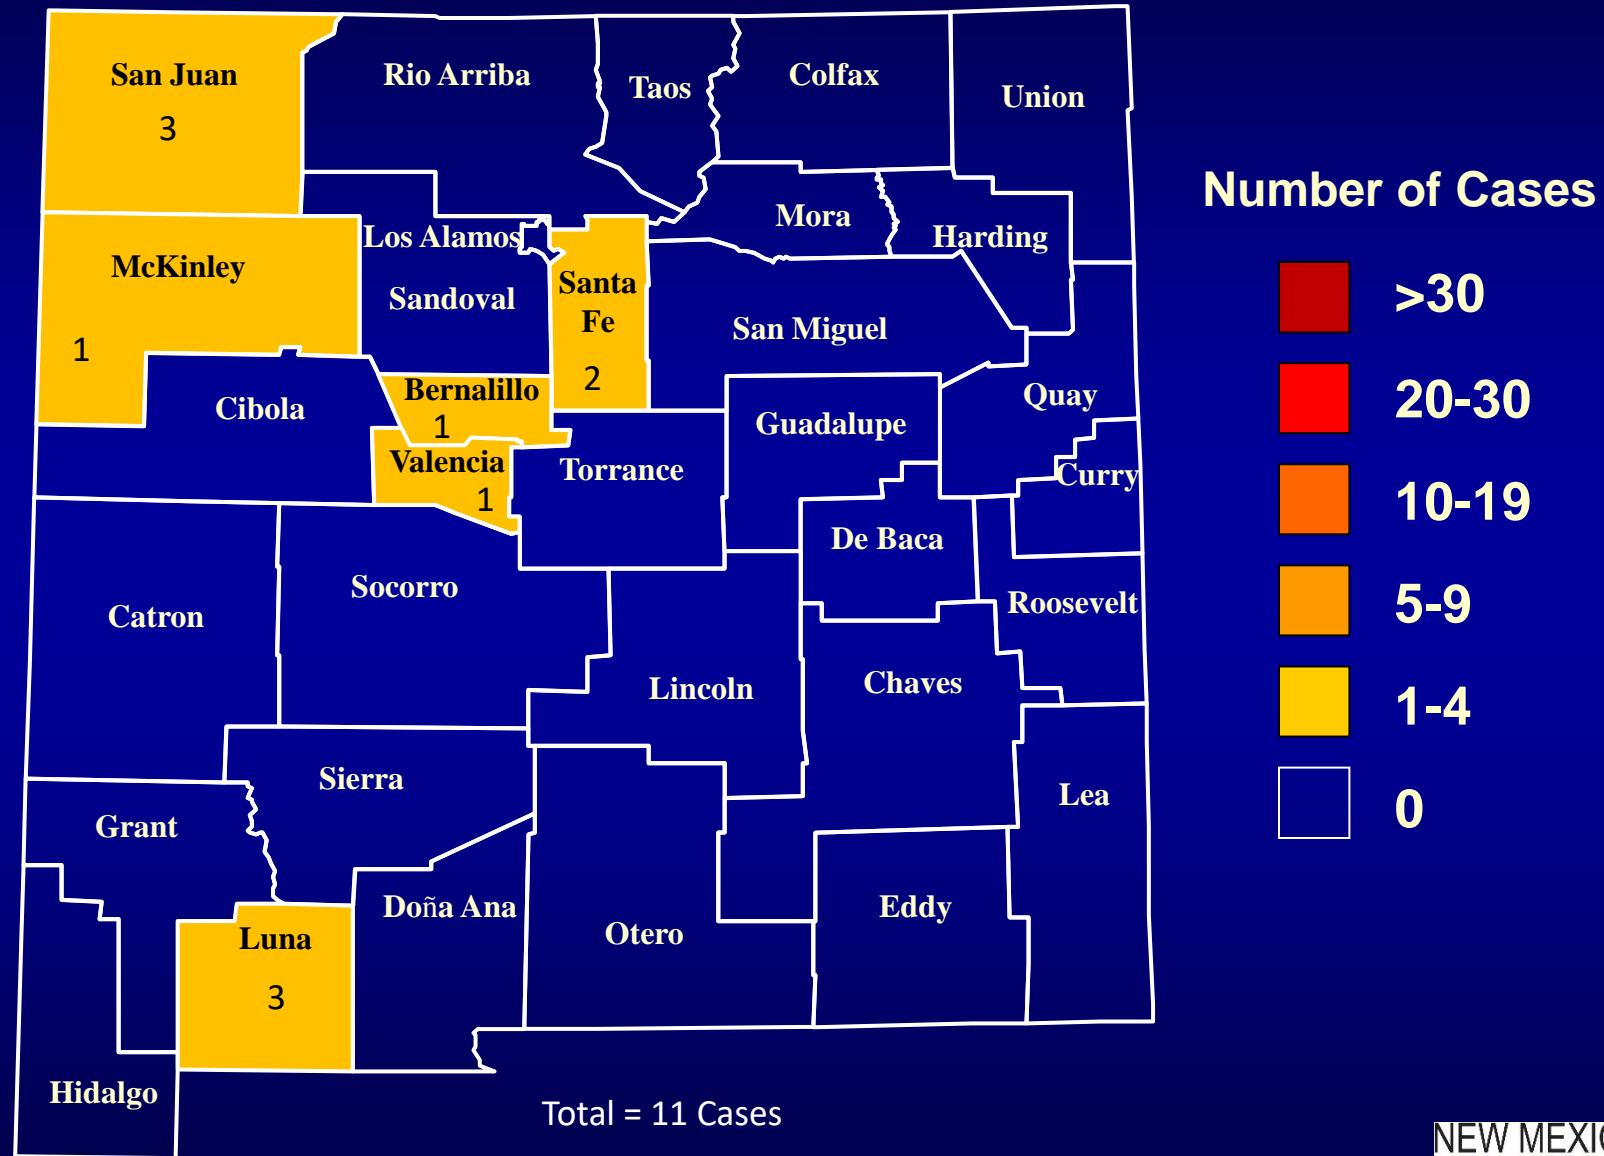 San Juan
3
Rio Arriba
Taos
Colfax
Union
Number of Cases
Los Alamos
Mora
Harding
McKinley
1
Sandoval
Santa
Fe
2
San Miguel
>30
20-30
10-19
5-9
1-4
0
Cibola
Bernalillo
1
Valencia
1
Torrance
Guadalupe
Quay
Curry
De Baca
Roosevelt
Catron
Socorro
Lincoln
Chaves
Sierra
Lea
Grant
Luna
3
Doña Ana
Otero
Eddy
Hidalgo
Total = 11 Cases
NEW